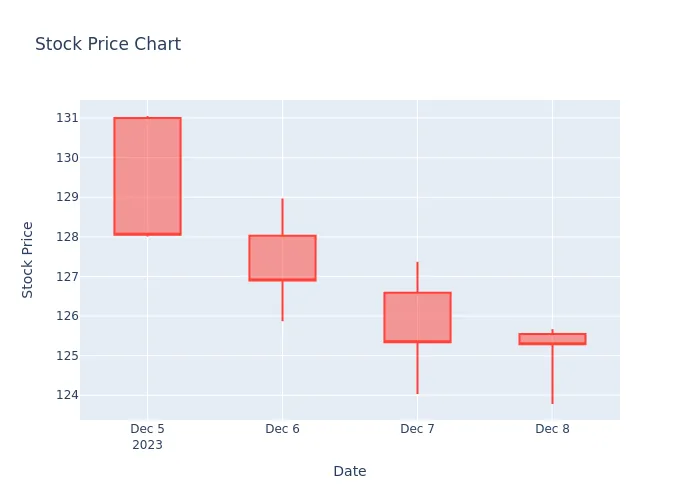 Stock Price Chart
131
130
129
128
127
126
125
124
Stock Price
Dec 5
2023
Dec 6
Dec 7
Dec 8
Date